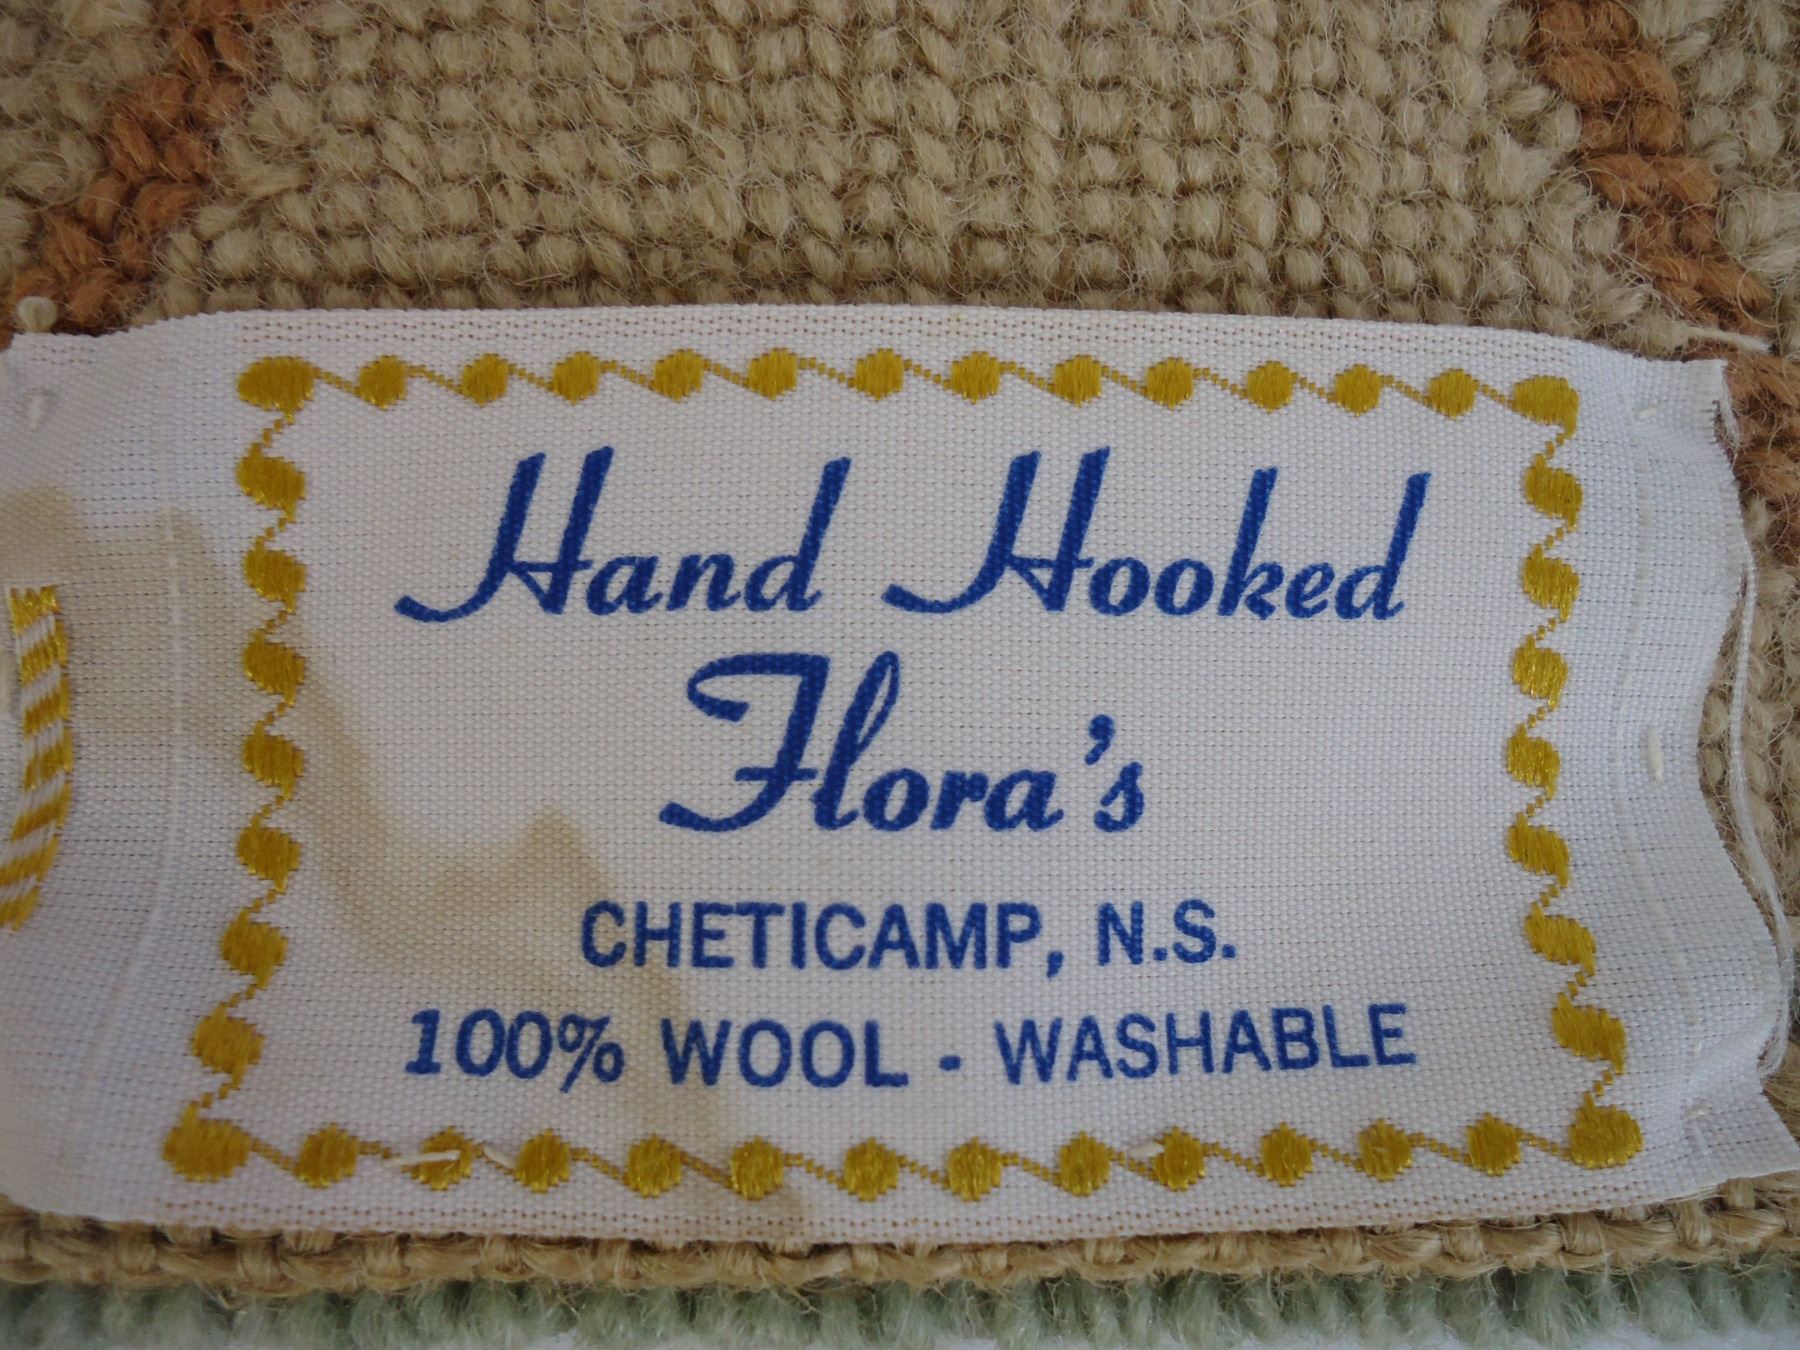 Hand Hooked
Flora's
CHETICAMP, N.S.
100% WOOL - WASHABLE